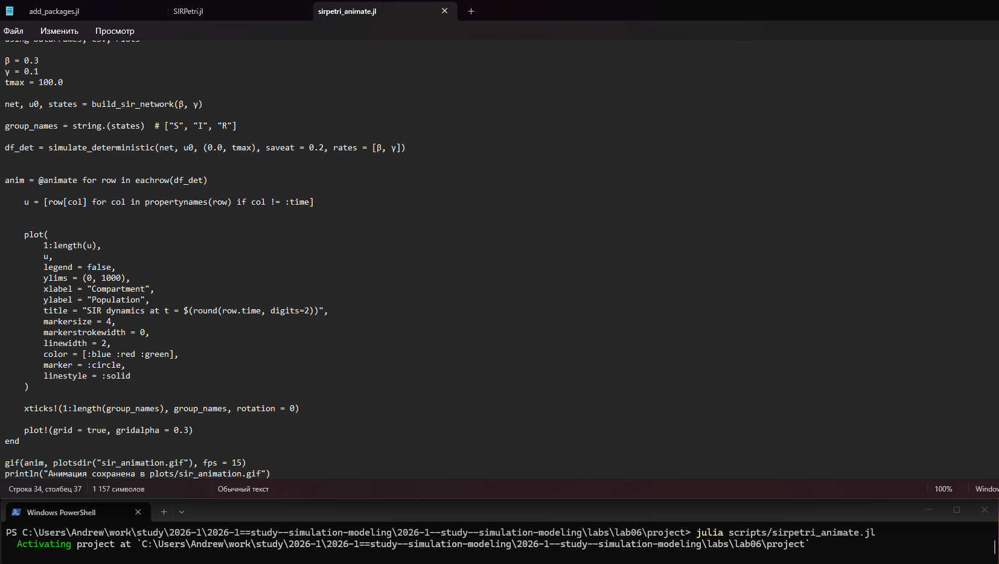 add_packages.jl
SIRPetri.jl
sirpetri_animate.jl
Файл
Изменить
Просмотр
β = 0.3
γ = 0.1
tmax = 100.0
net, u0, states = build_sir_network(β, γ)
group_names = string.(states)  # ["S", "I", "R"]
df_det = simulate_deterministic(net, u0, (0.0, tmax), saveat = 0.2, rates = [β, γ])
anim = @animate for row in eachrow(df_det)
    u = [row[col] for col in propertynames(row) if col != :time]
    plot(
        1:length(u),
        u,
        legend = false,
        ylims = (0, 1000),
        xlabel = "Compartment",
        ylabel = "Population",
        title = "SIR dynamics at t = $(round(row.time, digits=2))",
        markersize = 4,
        markerstrokewidth = 0,
        linewidth = 2,
        color = [:blue :red :green],
        marker = :circle,
        linestyle = :solid
    )
    xticks!(1:length(group_names), group_names, rotation = 0)
    plot!(grid = true, gridalpha = 0.3)
end
gif(anim, plotsdir("sir_animation.gif"), fps = 15)
println("Анимация сохранена в plots/sir_animation.gif")
Строка 34, столбец 37
1 157 символов
Обычный текст
100%
Windows PowerShell
PS C:\Users\Andrew\work\study\2026-1\2026-1==study--simulation-modeling\2026-1--study--simulation-modeling\labs\lab06\project> julia scripts/sirpetri_animate.jl
  Activating project at `C:\Users\Andrew\work\study\2026-1\2026-1==study--simulation-modeling\2026-1--study--simulation-modeling\labs\lab06\project`